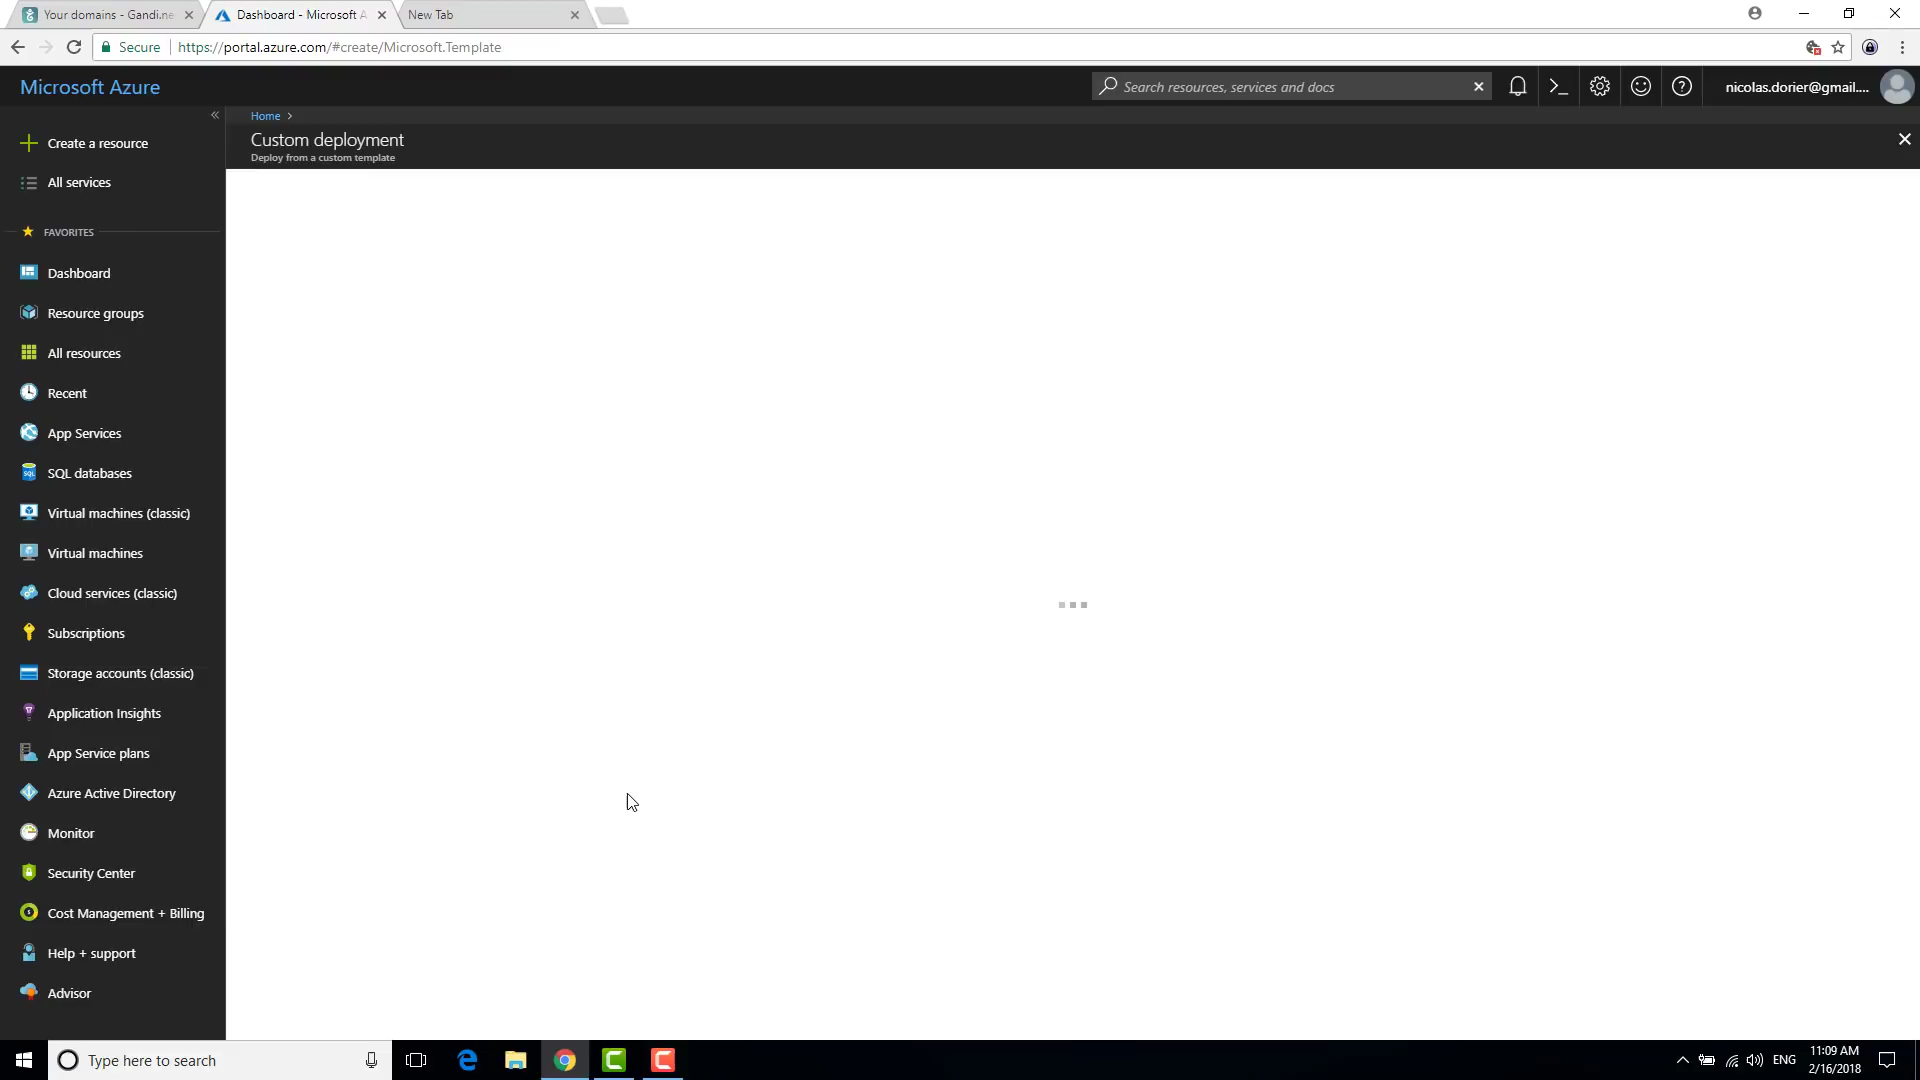 Your domains - Gandi.ne
Dashboard - Microsoft A
New Tab
Secure
https://portal.azure.com/#create/Microsoft.Template
Microsoft Azure
Search resources, services and docs
nicolas.dorier@gmail....
Home
Custom deployment
Deploy from a custom template
Create a resource
All services
FAVORITES
Dashboard
Resource groups
All resources
Recent
App Services
SQL databases
Virtual machines (classic)
Virtual machines
Cloud services (classic)
Subscriptions
Storage accounts (classic)
Application Insights
App Service plans
Azure Active Directory
Monitor
Security Center
Cost Management + Billing
Help + support
Advisor
Type here to search
ENG
11:09 AM
2/16/2018